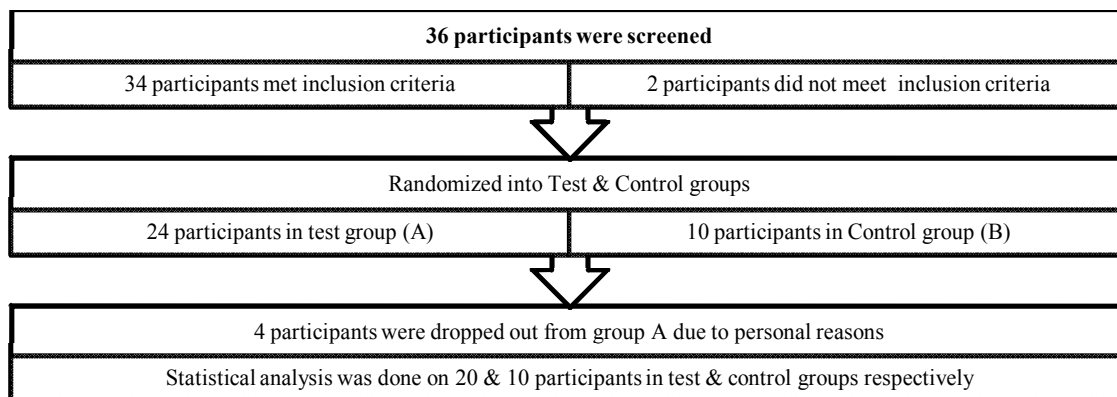 36 participants were screened
34 participants met inclusion criteria
2 participants did not meet inclusion criteria
Randomized into Test & Control groups
24 participants in test group (A)
10 participants in Control group (B)
4 participants were dropped out from group A due to personal reasons
Statistical analysis was done on 20 & 10 participants in test & control groups respectively